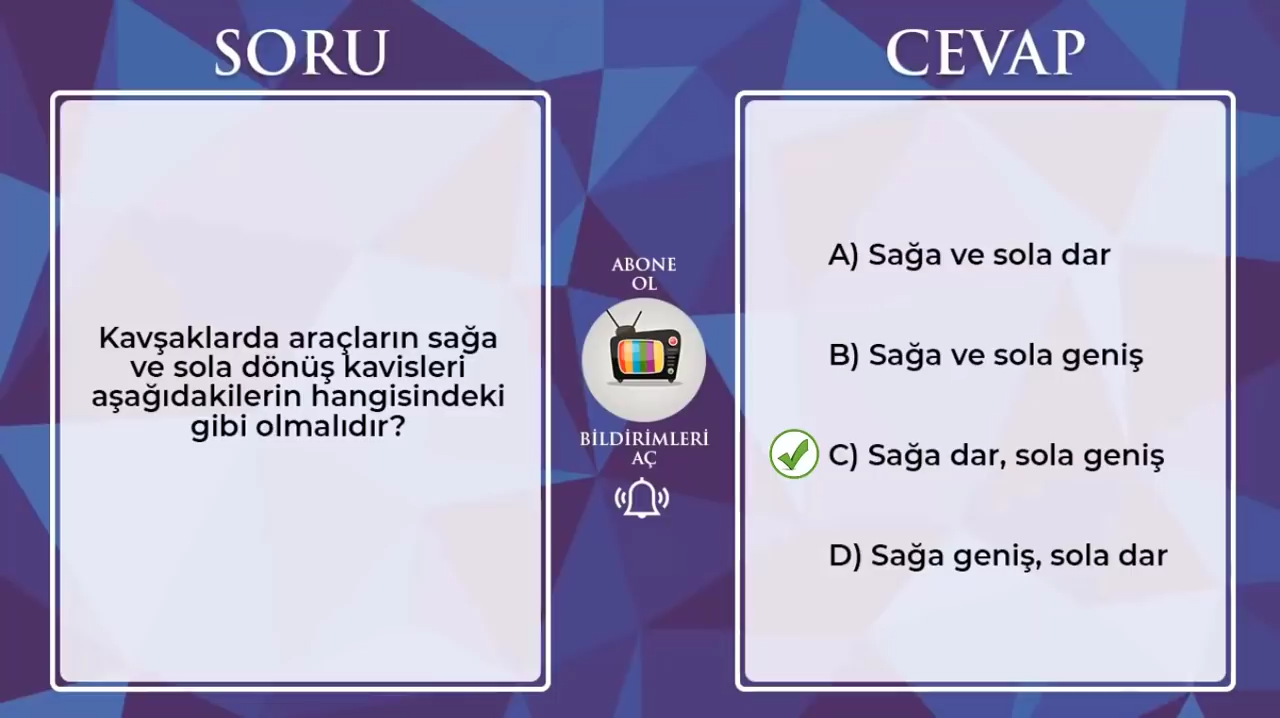 SORU
Kavşaklarda araçların sağa
ve sola dönüş kavisleri
aşağıdakilerin hangisindeki
gibi olmalıdır?
ABONE
OL
BİLDİRİMLERİ
AÇ
CEVAP
A) Sağa ve sola dar
B) Sağa ve sola geniş
C) Sağa dar, sola geniş
D) Sağa geniş, sola dar